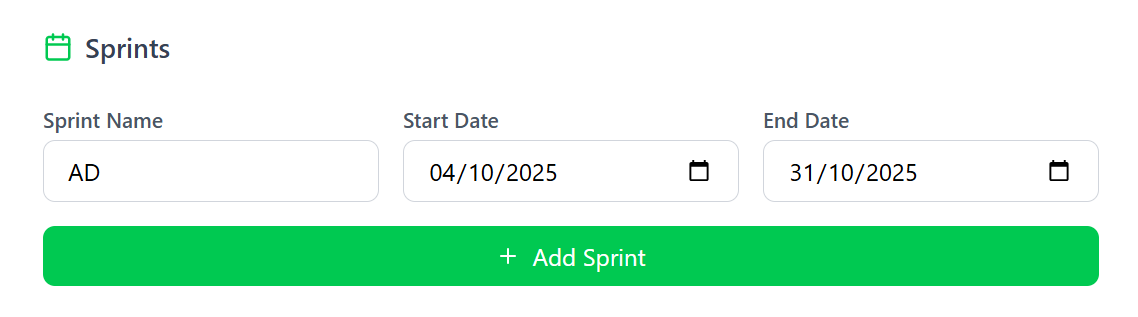 Sprints
Sprint Name Start Date End Date
AD 04/10/2025 31/10/2025
+ Add Sprint